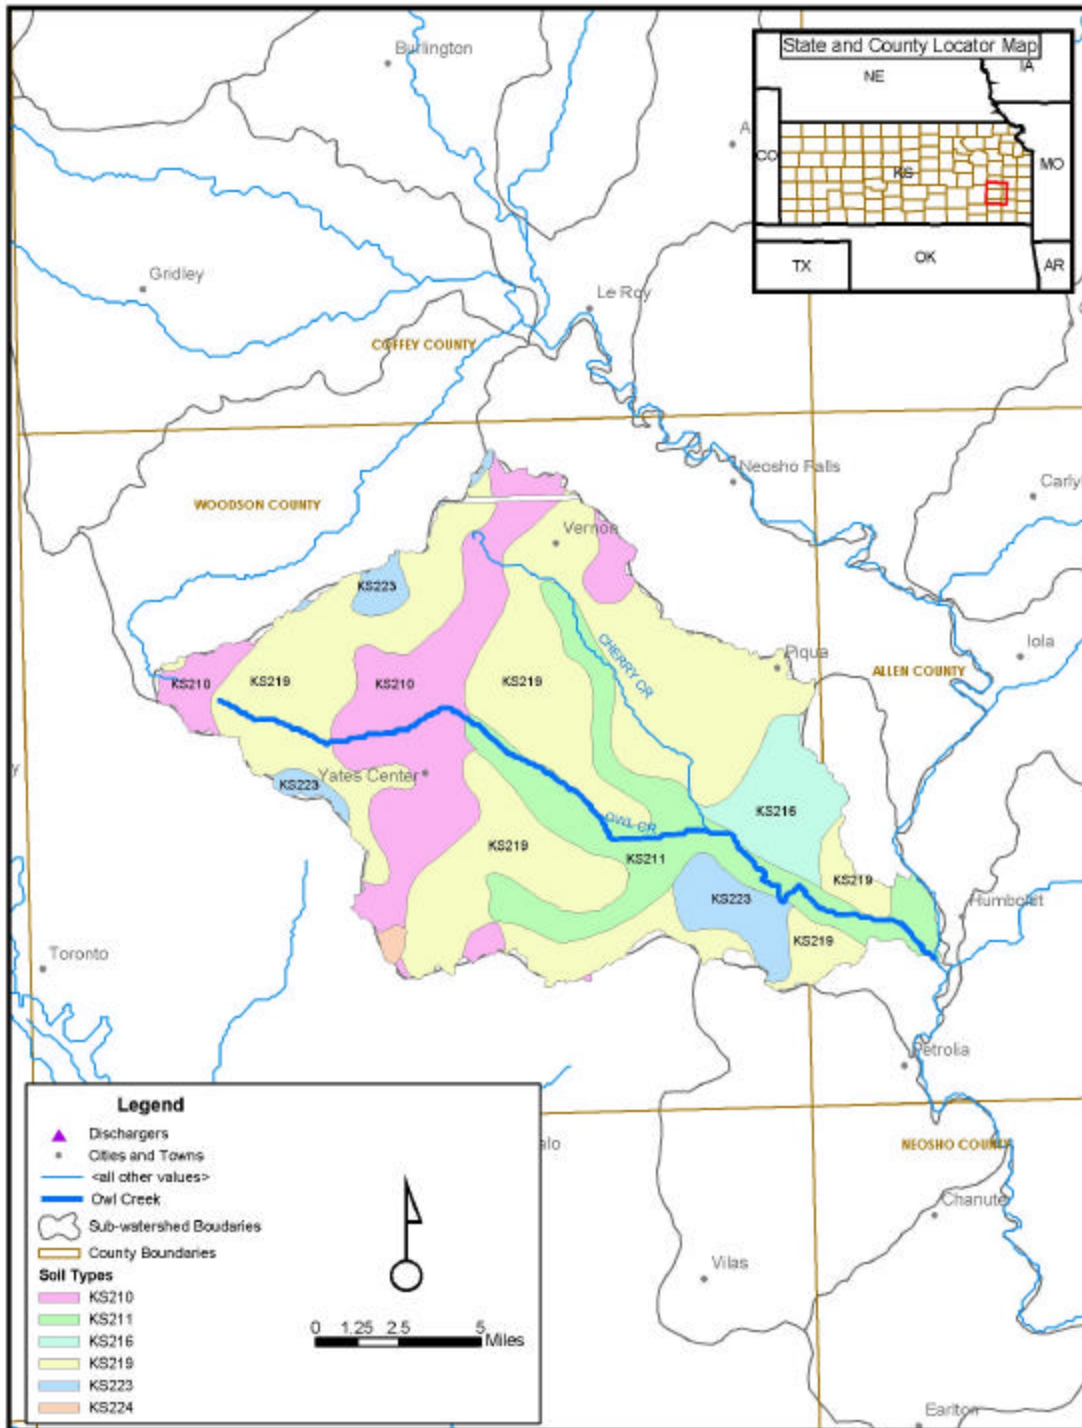 Burlington
State and County Locator Map
NE
IA
A
CO
KS
MO
TX
OK
AR
Gridley
Le Roy
COFFEY COUNTY
Neosho Falls
Carly
WOODSON COUNTY
Vernon
KS223
CHERRY CR
Iola
Piqua
ALLEN COUNTY
KS210
KS219
KS210
KS219
y
Yates Center
KS223
KS216
OWL CR
KS219
KS211
KS219
KS223
Humboldt
KS219
Toronto
Petrolia
Legend
Dischargers
Cities and Towns
<all other values>
Owl Creek
Sub-watershed Boudaries
County Boundaries
Soil Types
KS210
KS211
KS216
KS219
KS223
KS224
0 1.25 2.5 5
Miles
alo
NEOSHO COUNTY
Chanute
Vilas
Earlton